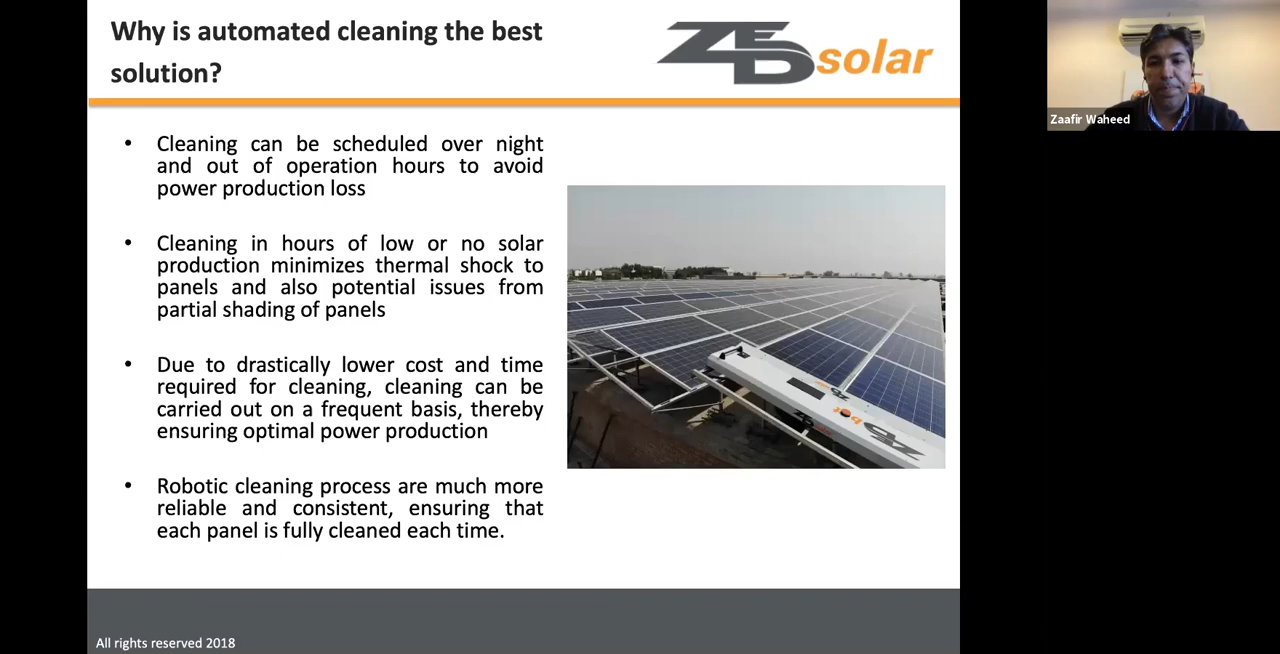 Why is automated cleaning the best
solution?
ZED solar
Zaafir Waheed
• Cleaning can be scheduled over night
and out of operation hours to avoid
power production loss
• Cleaning in hours of low or no solar
production minimizes thermal shock to
panels and also potential issues from
partial shading of panels
• Due to drastically lower cost and time
required for cleaning, cleaning can be
carried out on a frequent basis, thereby
ensuring optimal power production
• Robotic cleaning process are much more
reliable and consistent, ensuring that
each panel is fully cleaned each time.
All rights reserved 2018